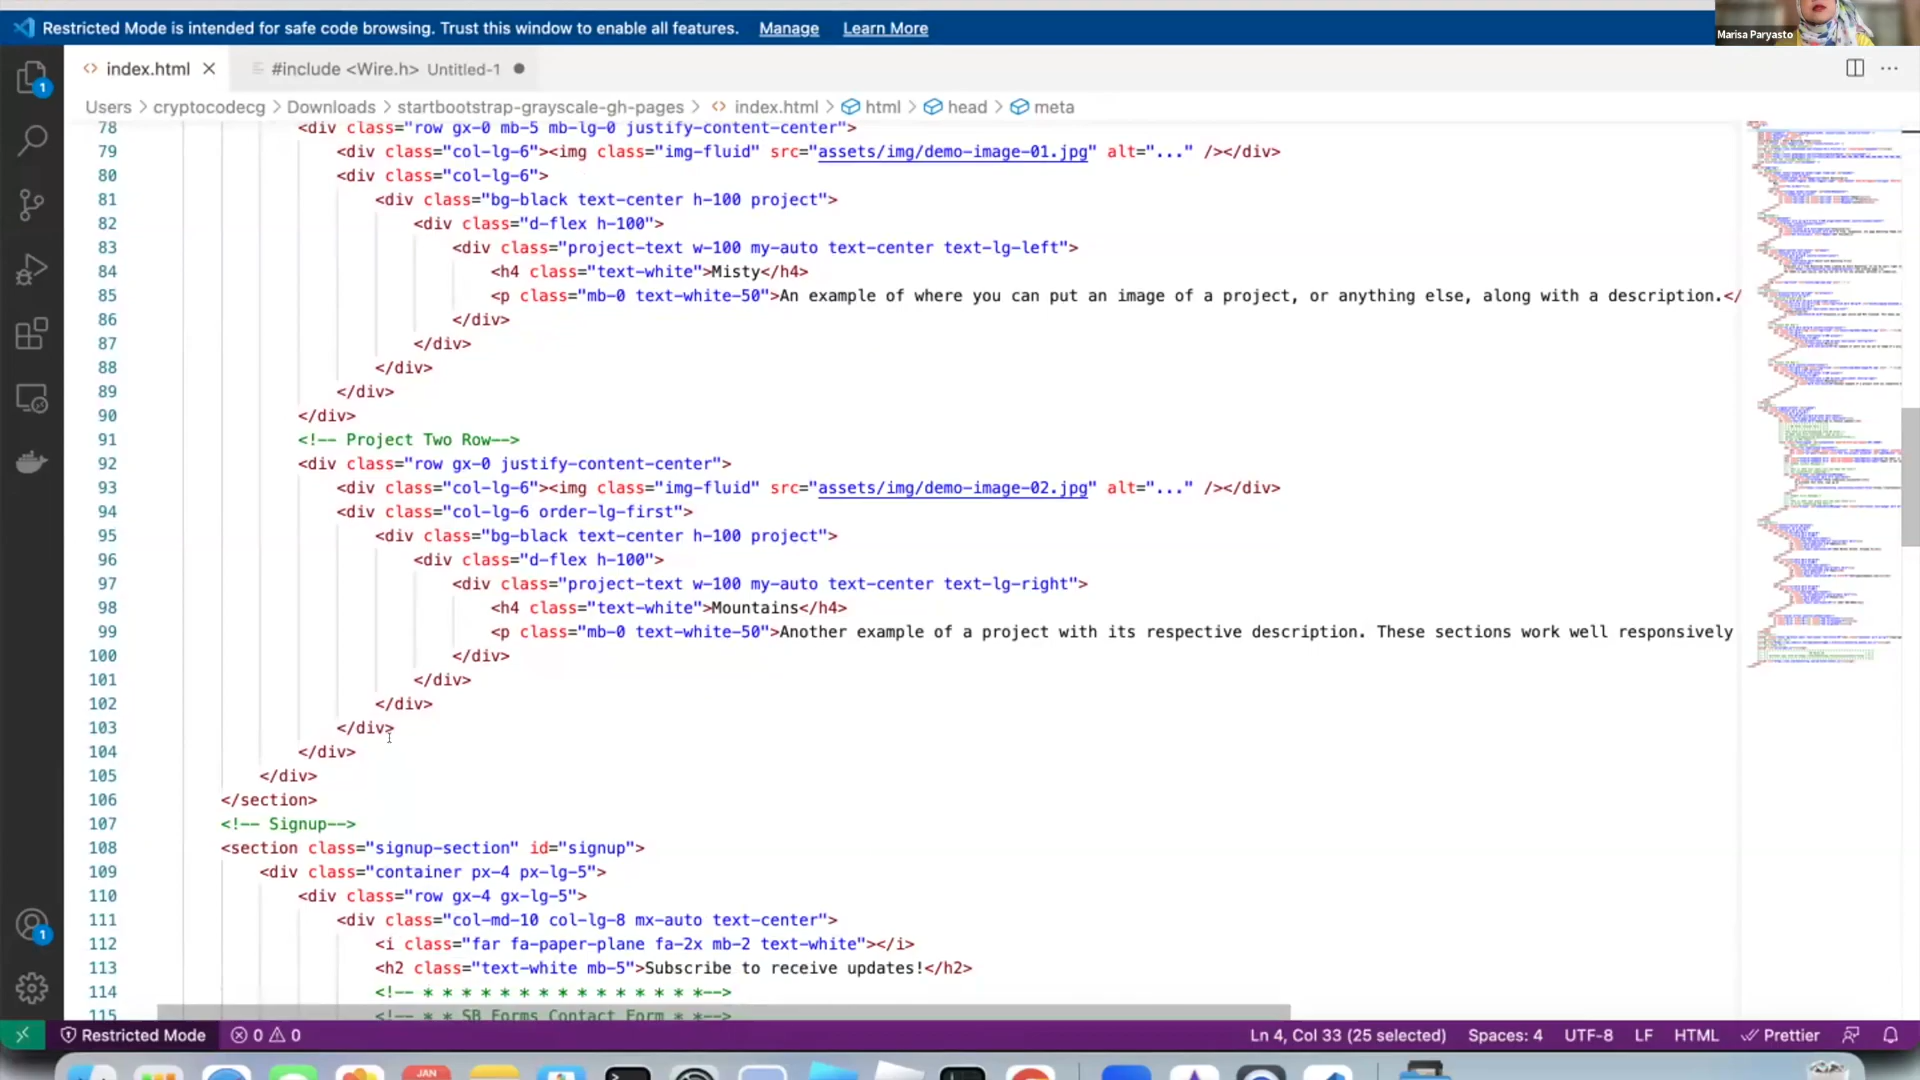 Restricted Mode is intended for safe code browsing. Trust this window to enable all features. Manage Learn More
Marisa Paryasto
index.html
#include <Wire.h> Untitled-1
1
Users > cryptocodecg > Downloads > startbootstrap-grayscale-gh-pages > index.html > html > head > meta
78 <div class="row gx-0 mb-5 mb-lg-0 justify-content-center">
79 <div class="col-lg-6"><img class="img-fluid" src="assets/img/demo-image-01.jpg" alt="..." /></div>
80 <div class="col-lg-6">
81 <div class="bg-black text-center h-100 project">
82 <div class="d-flex h-100">
83 <div class="project-text w-100 my-auto text-center text-lg-left">
84 <h4 class="text-white">Misty</h4>
85 <p class="mb-0 text-white-50">An example of where you can put an image of a project, or anything else, along with a description.</
86 </div>
87 </div>
88 </div>
89 </div>
90 </div>
91 <!-- Project Two Row-->
92 <div class="row gx-0 justify-content-center">
93 <div class="col-lg-6"><img class="img-fluid" src="assets/img/demo-image-02.jpg" alt="..." /></div>
94 <div class="col-lg-6 order-lg-first">
95 <div class="bg-black text-center h-100 project">
96 <div class="d-flex h-100">
97 <div class="project-text w-100 my-auto text-center text-lg-right">
98 <h4 class="text-white">Mountains</h4>
99 <p class="mb-0 text-white-50">Another example of a project with its respective description. These sections work well responsively
100 </div>
101 </div>
102 </div>
103 </div>
104 </div>
105 </div>
106 </section>
107 <!-- Signup-->
108 <section class="signup-section" id="signup">
109 <div class="container px-4 px-lg-5">
110 <div class="row gx-4 gx-lg-5">
111 <div class="col-md-10 col-lg-8 mx-auto text-center">
112 <i class="far fa-paper-plane fa-2x mb-2 text-white"></i>
113 <h2 class="text-white mb-5">Subscribe to receive updates!</h2>
114 <!-- * * * * * * * * * * * * * * *-->
115 <!-- * * SB Forms Contact Form * *-->
1
Restricted Mode 0 0 Ln 4, Col 33 (25 selected) Spaces: 4 UTF-8 LF HTML Prettier
JAN